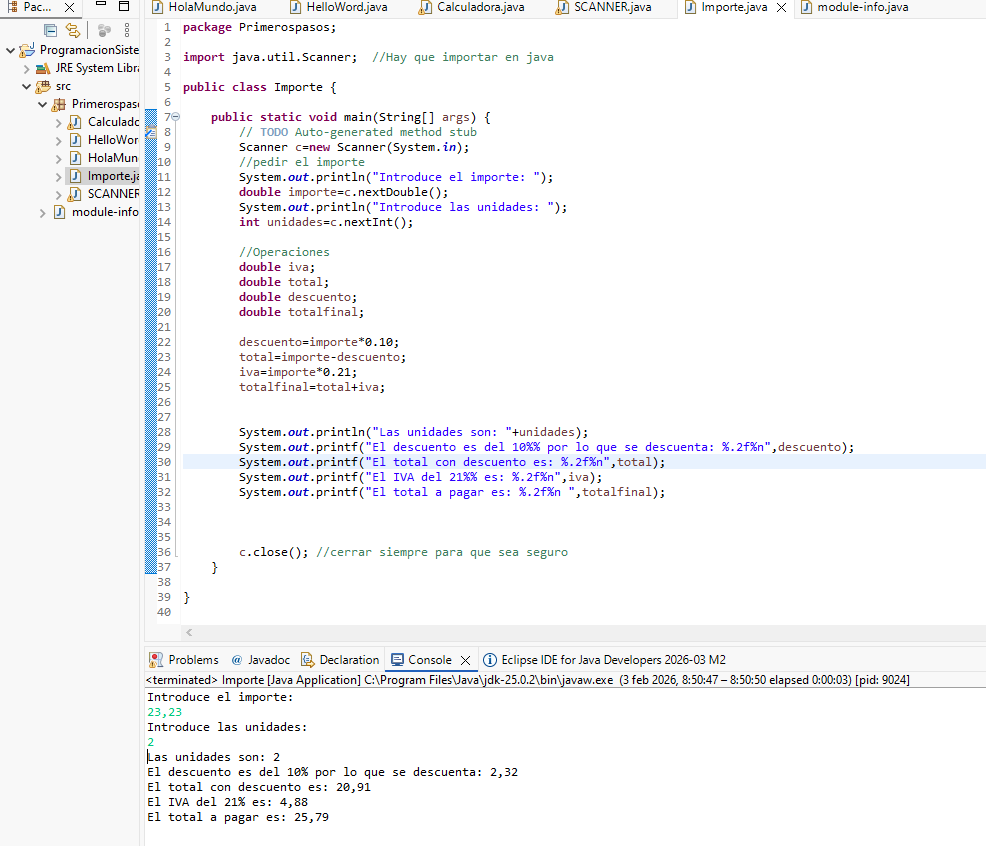 Pac...
HolaMundo.java
HelloWord.java
Calculadora.java
SCANNER.java
Importe.java
module-info.java
ProgramacionSiste
JRE System Libra
src
Primerospaso
Calculado
HelloWor
HolaMun
Importe.ja
SCANNER
module-info
1 package Primerospasos;
2
3 import java.util.Scanner;  //Hay que importar en java
4
5 public class Importe {
6
7     public static void main(String[] args) {
8         // TODO Auto-generated method stub
9         Scanner c=new Scanner(System.in);
10         //pedir el importe
11         System.out.println("Introduce el importe: ");
12         double importe=c.nextDouble();
13         System.out.println("Introduce las unidades: ");
14         int unidades=c.nextInt();
15
16         //Operaciones
17         double iva;
18         double total;
19         double descuento;
20         double totalfinal;
21
22         descuento=importe*0.10;
23         total=importe-descuento;
24         iva=importe*0.21;
25         totalfinal=total+iva;
26
27
28         System.out.println("Las unidades son: "+unidades);
29         System.out.printf("El descuento es del 10%% por lo que se descuenta: %.2f%n",descuento);
30         System.out.printf("El total con descuento es: %.2f%n",total);
31         System.out.printf("El IVA del 21%% es: %.2f%n",iva);
32         System.out.printf("El total a pagar es: %.2f%n ",totalfinal);
33
34
35
36         c.close(); //cerrar siempre para que sea seguro
37     }
38
39 }
40
Problems @ Javadoc Declaration Console Eclipse IDE for Java Developers 2026-03 M2
<terminated> Importe [Java Application] C:\Program Files\Java\jdk-25.0.2\bin\javaw.exe (3 feb 2026, 8:50:47 – 8:50:50 elapsed 0:00:03) [pid: 9024]
Introduce el importe:
23,23
Introduce las unidades:
2
Las unidades son: 2
El descuento es del 10% por lo que se descuenta: 2,32
El total con descuento es: 20,91
El IVA del 21% es: 4,88
El total a pagar es: 25,79